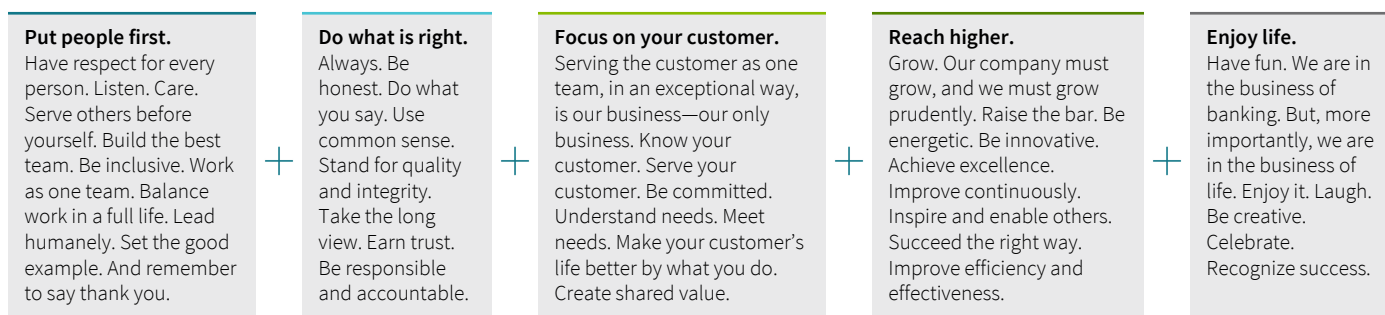 Put people first.
Have respect for every
person. Listen. Care.
Serve others before
yourself. Build the best
team. Be inclusive. Work
as one team. Balance
work in a full life. Lead
humanely. Set the good
example. And remember
to say thank you.
+
Do what is right.
Always. Be
honest. Do what
you say. Use
common sense.
Stand for quality
and integrity.
Take the long
view. Earn trust.
Be responsible
and accountable.
+
Focus on your customer.
Serving the customer as one
team, in an exceptional way,
is our business—our only
business. Know your
customer. Serve your
customer. Be committed.
Understand needs. Meet
needs. Make your customer’s
life better by what you do.
Create shared value.
+
Reach higher.
Grow. Our company must
grow, and we must grow
prudently. Raise the bar. Be
energetic. Be innovative.
Achieve excellence.
Improve continuously.
Inspire and enable others.
Succeed the right way.
Improve efficiency and
effectiveness.
+
Enjoy life.
Have fun. We are in
the business of
banking. But, more
importantly, we are
in the business of
life. Enjoy it. Laugh.
Be creative.
Celebrate.
Recognize success.